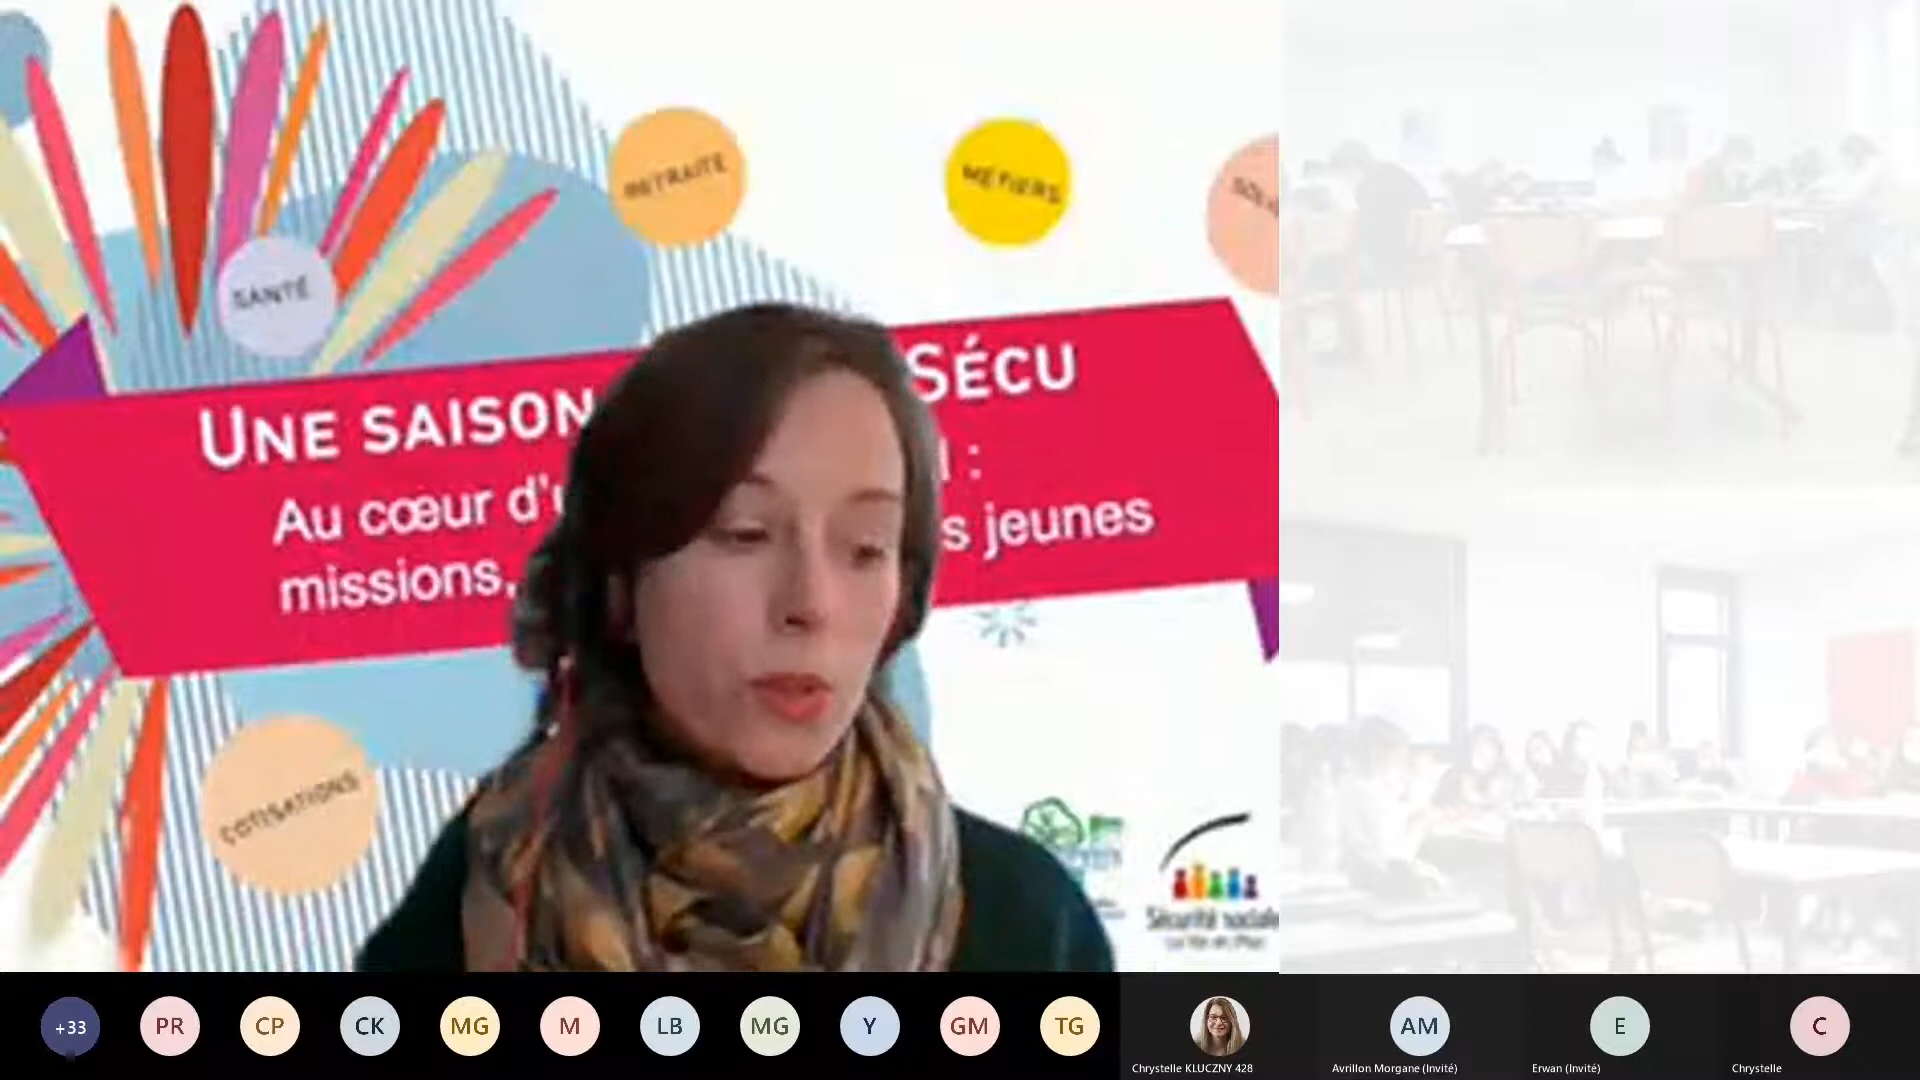 RETRAITE
MÉTIERS
SANTÉ
UNE SAISON
SÉCU
Au cœur d'u
:
missions,
s jeunes
COTISATIONS
Sécurité sociale
+33
PR
CP
CK
MG
M
LB
MG
Y
GM
TG
AM
E
C
Chrystelle KLUCZNY 428
Avrillon Morgane (Invité)
Erwan (Invité)
Chrystelle